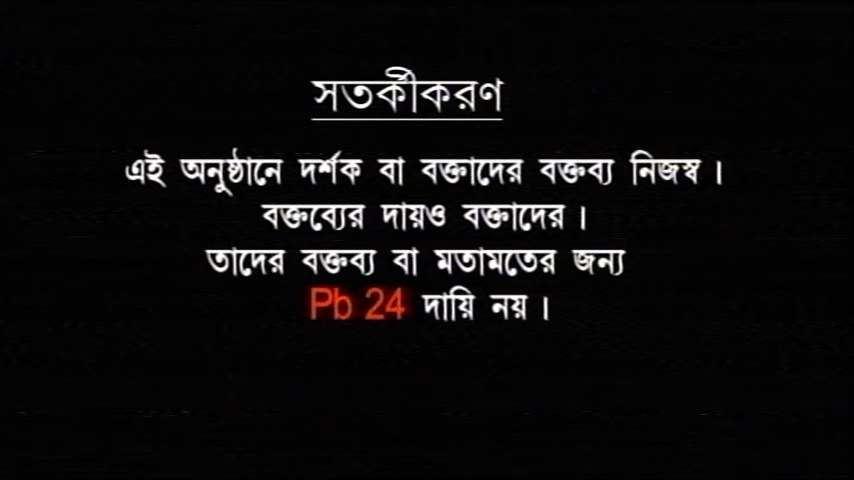 সতর্কীকরণ
এই অনুষ্ঠানে দর্শক বা বক্তাদের বক্তব্য নিজস্ব।
বক্তব্যের দায়ও বক্তাদের।
তাদের বক্তব্য বা মতামতের জন্য
Pb 24 দায়ি নয়।